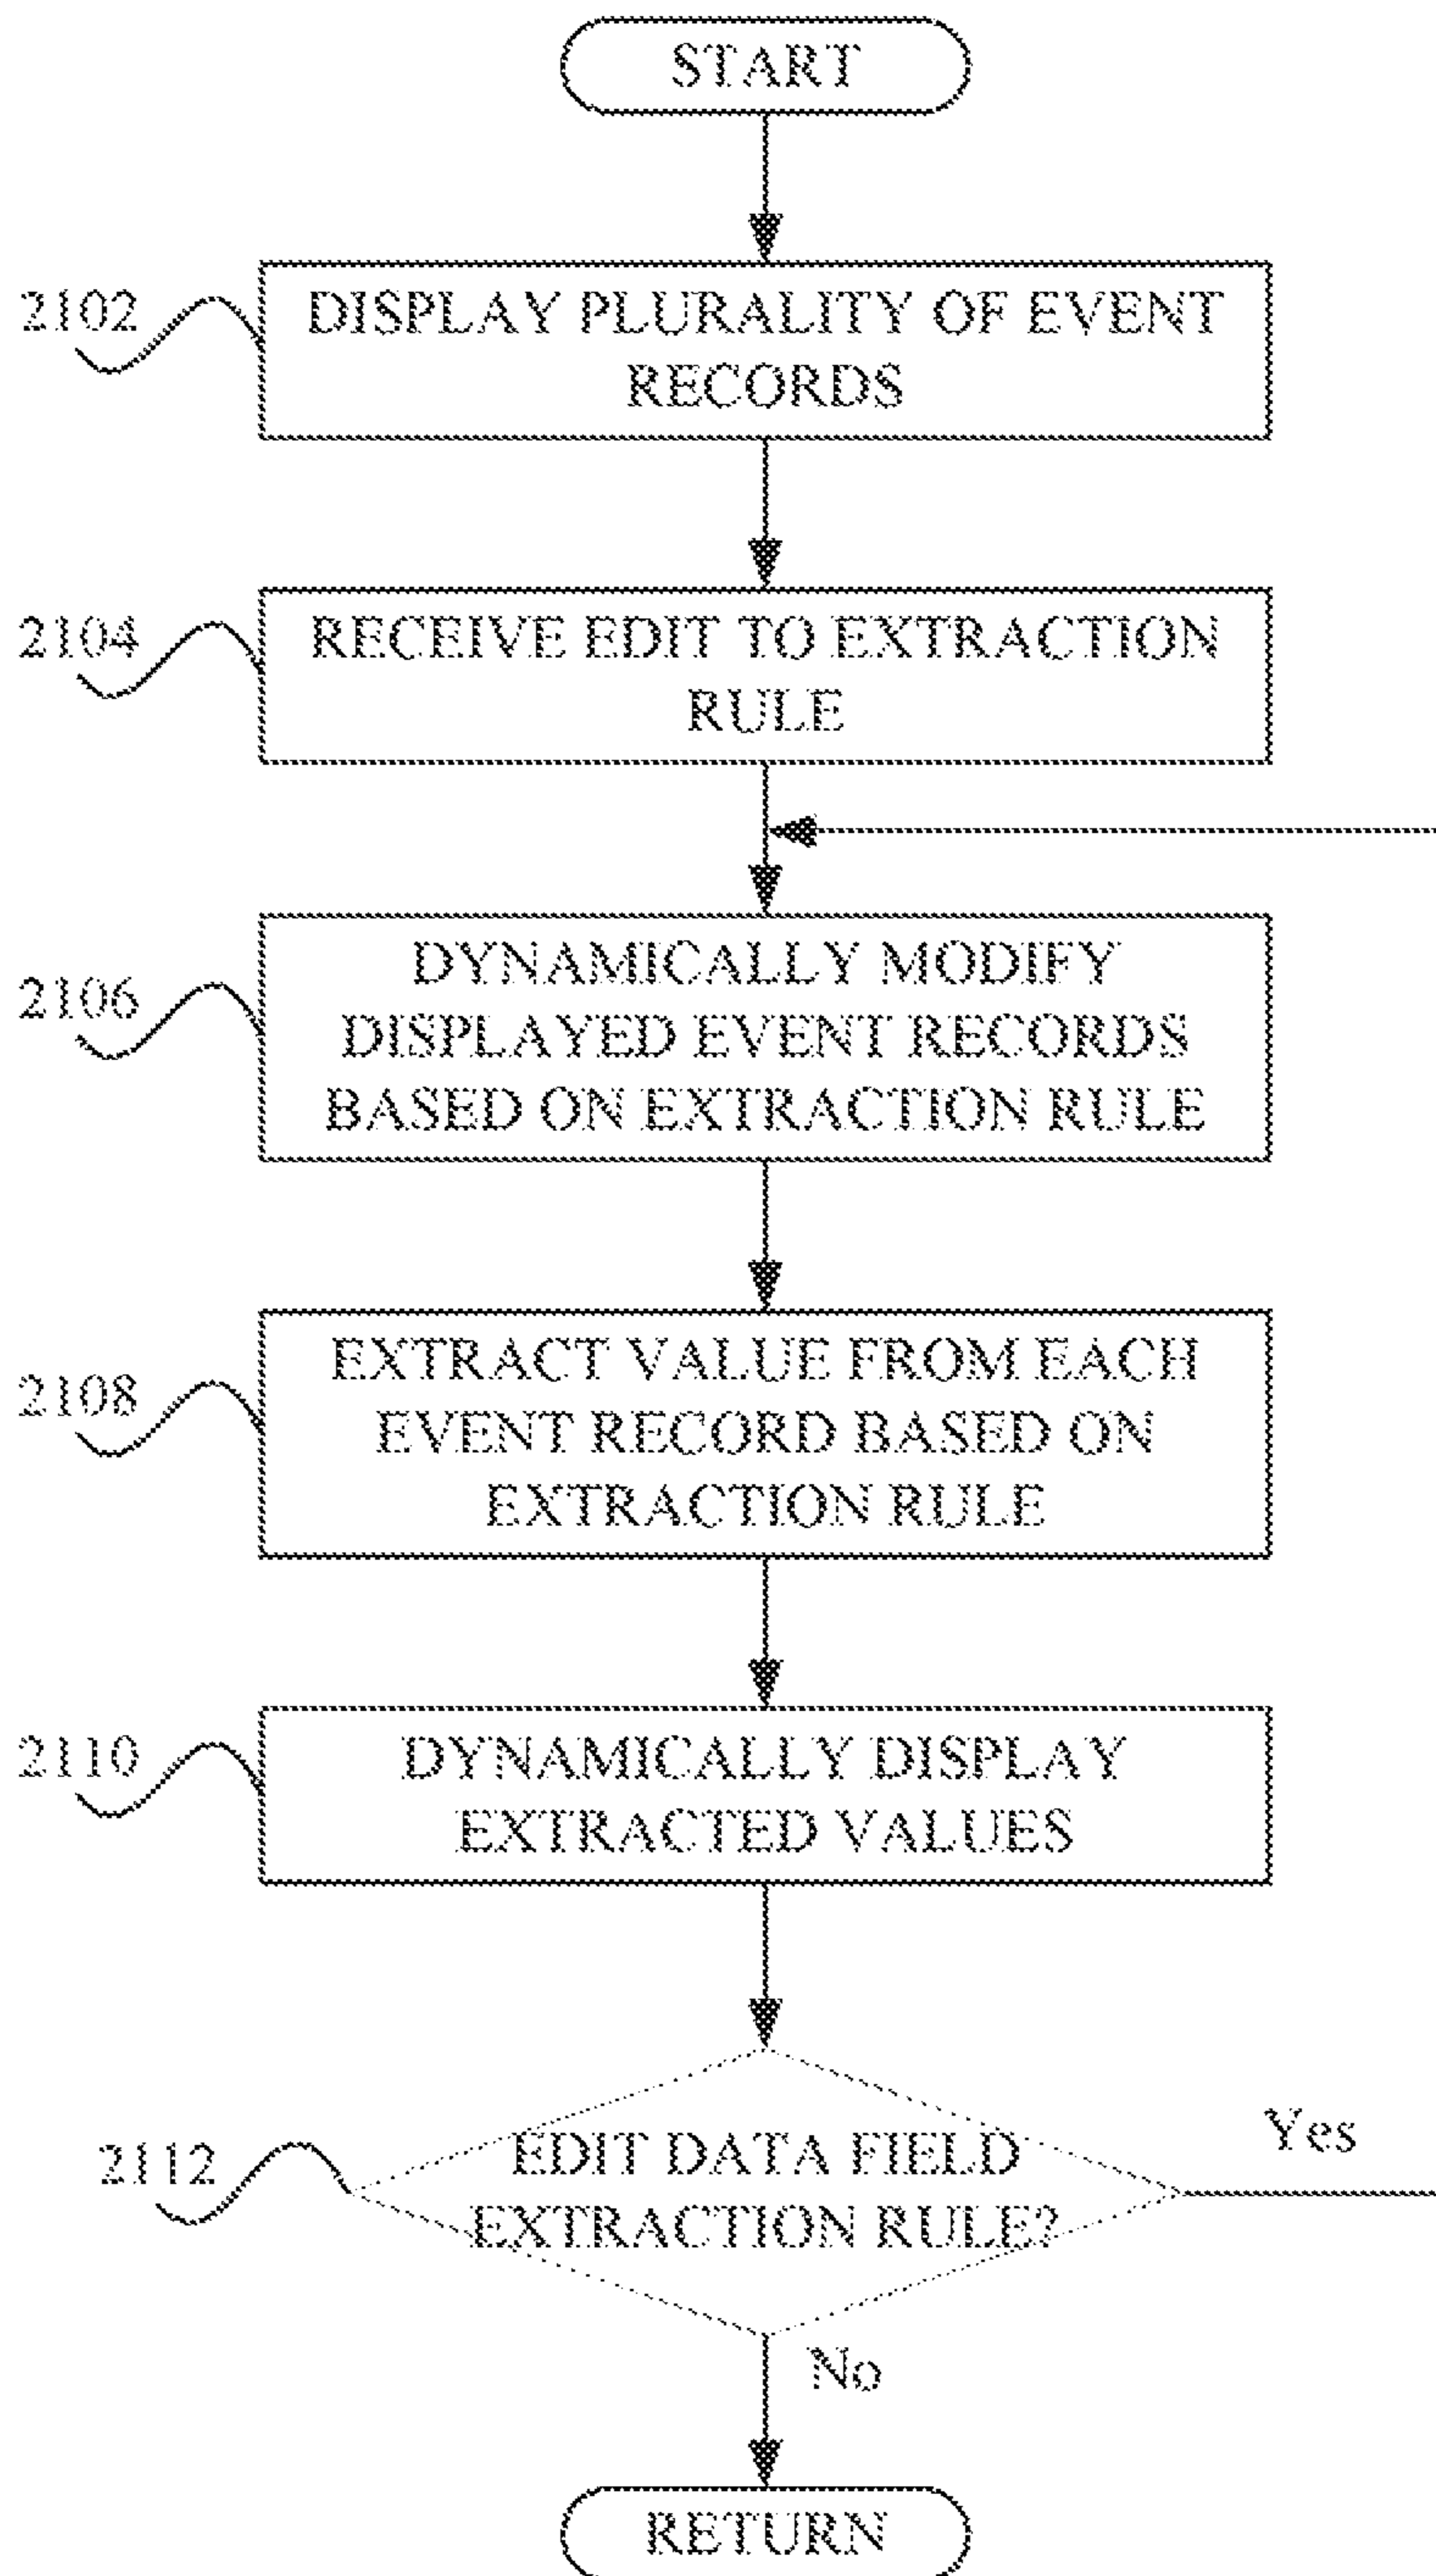 START
2102
DISPLAY PLURALITY OF EVENT
RECORDS
2104
RECEIVE EDIT TO EXTRACTION
RULE
2106
DYNAMICALLY MODIFY
DISPLAYED EVENT RECORDS
BASED ON EXTRACTION RULE
2108
EXTRACT VALUE FROM EACH
EVENT RECORD BASED ON
EXTRACTION RULE
2110
DYNAMICALLY DISPLAY
EXTRACTED VALUES
2112
EDIT DATA FIELD
EXTRACTION RULE?
Yes
No
RETURN